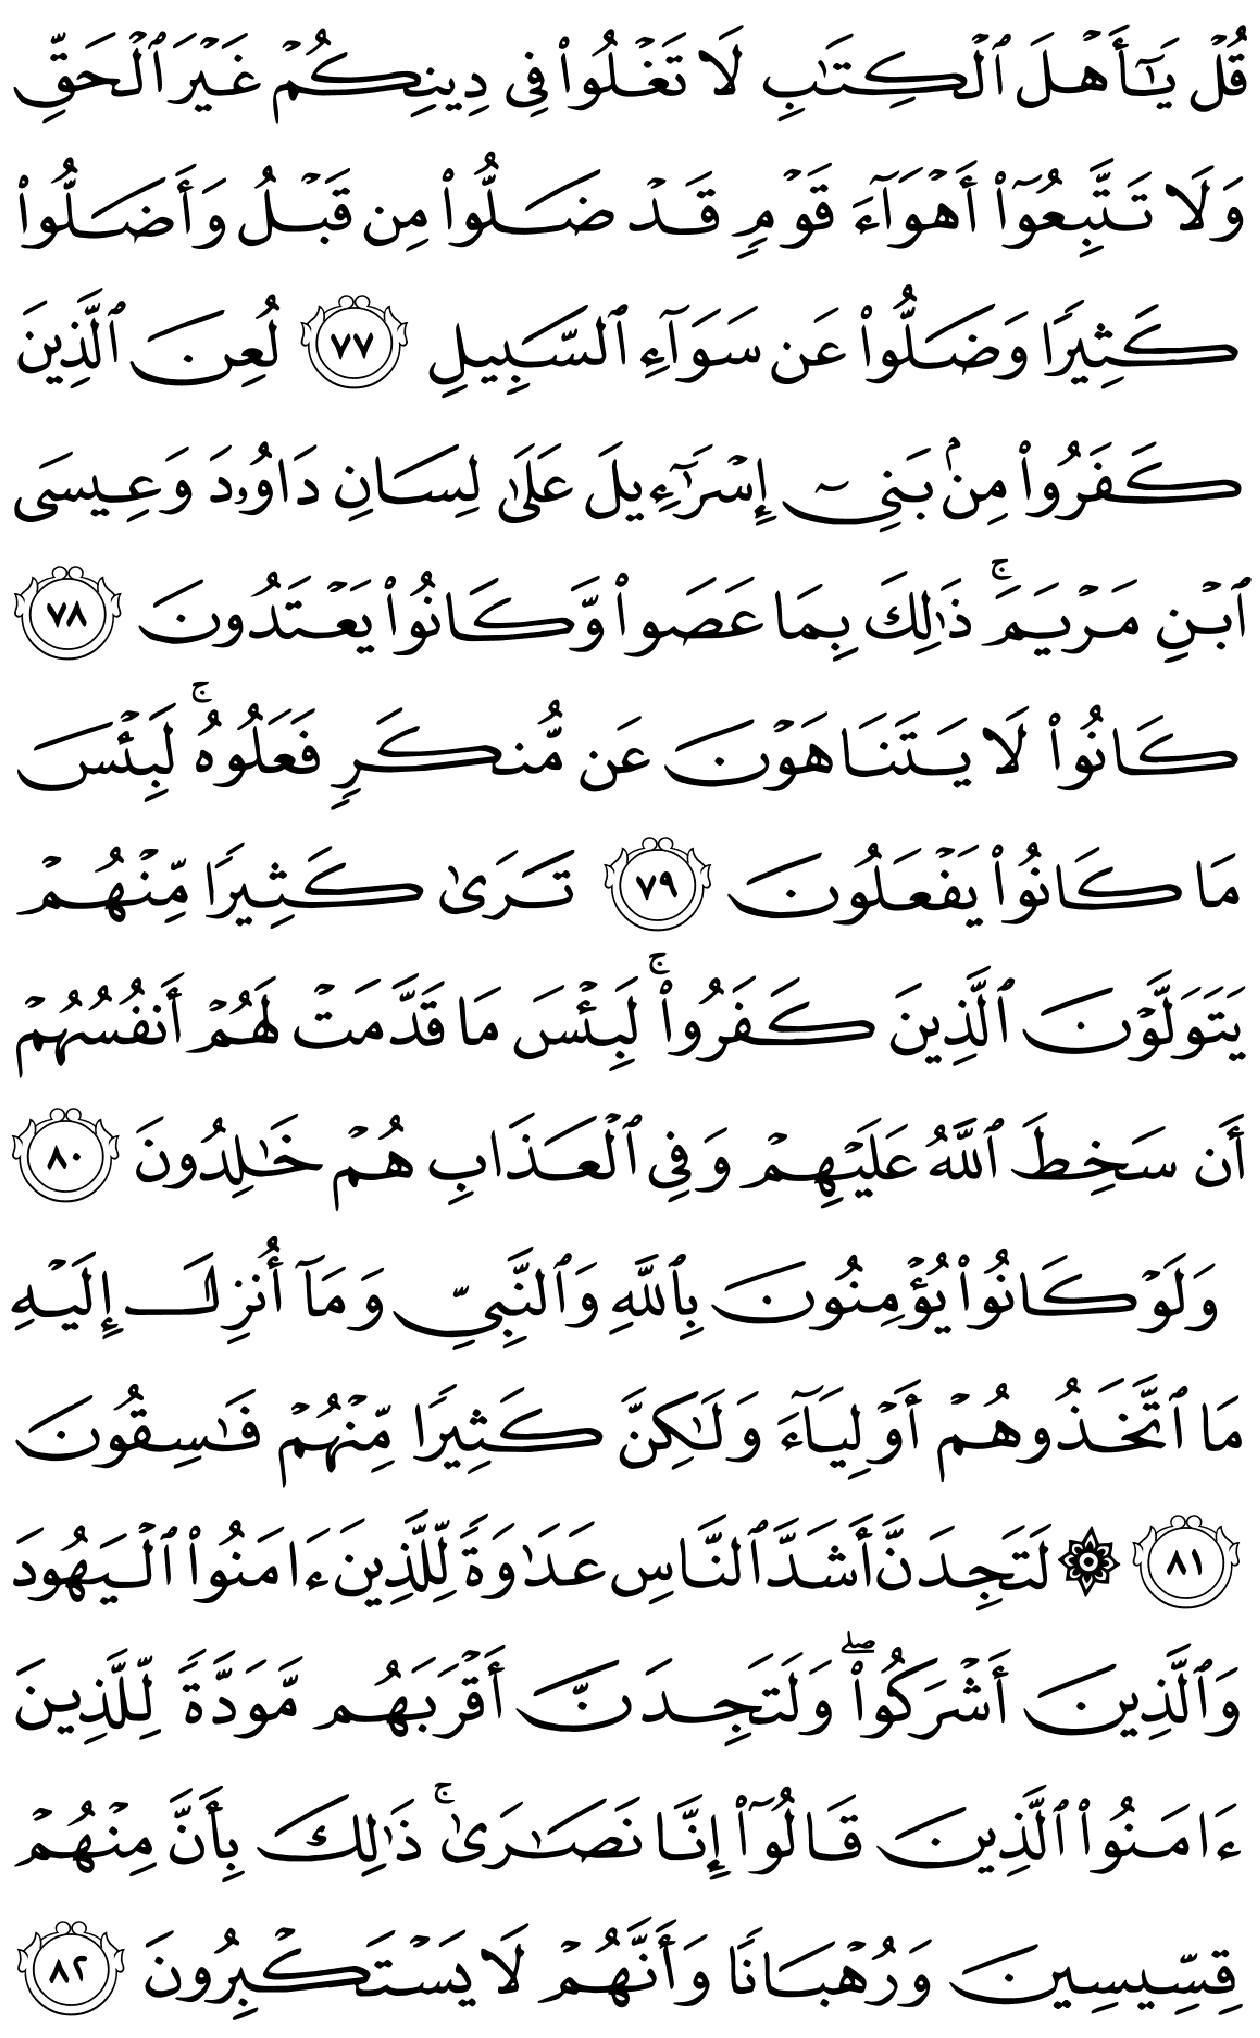 قُلۡ يَـٰٓأَهۡلَ ٱلۡكِتَـٰبِ لَا تَغۡلُوا۟ فِى دِينِكُمۡ غَيۡرَ ٱلۡحَقِّ
وَلَا تَتَّبِعُوٓا۟ أَهۡوَآءَ قَوۡمٍ قَدۡ ضَلُّوا۟ مِن قَبۡلُ وَأَضَلُّوا۟
كَثِيرًا وَضَلُّوا۟ عَن سَوَآءِ ٱلسَّبِيلِ ٧٧ لُعِنَ ٱلَّذِينَ
كَفَرُوا۟ مِنۢ بَنِىٓ إِسۡرَٰٓءِيلَ عَلَىٰ لِسَانِ دَاوُۥدَ وَعِيسَى
ٱبۡنِ مَرۡيَمَۚ ذَٰلِكَ بِمَا عَصَوا۟ وَّكَانُوا۟ يَعۡتَدُونَ ٧٨
كَانُوا۟ لَا يَتَنَاهَوۡنَ عَن مُّنكَرٍ فَعَلُوهُۚ لَبِئۡسَ
مَا كَانُوا۟ يَفۡعَلُونَ ٧٩ تَرَىٰ كَثِيرًا مِّنۡهُمۡ
يَتَوَلَّوۡنَ ٱلَّذِينَ كَفَرُوا۟ۚ لَبِئۡسَ مَا قَدَّمَتۡ لَهُمۡ أَنفُسُهُمۡ
أَن سَخِطَ ٱللَّهُ عَلَيۡهِمۡ وَفِى ٱلۡعَذَابِ هُمۡ خَـٰلِدُونَ ٨٠
وَلَوۡ كَانُوا۟ يُؤۡمِنُونَ بِٱللَّهِ وَٱلنَّبِىِّ وَمَآ أُنزِلَ إِلَيۡهِ
مَا ٱتَّخَذُوهُمۡ أَوۡلِيَآءَ وَلَـٰكِنَّ كَثِيرًا مِّنۡهُمۡ فَـٰسِقُونَ
٨١ ۞ لَتَجِدَنَّ أَشَدَّ ٱلنَّاسِ عَدَٰوَةً لِّلَّذِينَ ءَامَنُوا۟ ٱلۡيَهُودَ
وَٱلَّذِينَ أَشۡرَكُوا۟ۖ وَلَتَجِدَنَّ أَقۡرَبَهُم مَّوَدَّةً لِّلَّذِينَ
ءَامَنُوا۟ ٱلَّذِينَ قَالُوٓا۟ إِنَّا نَصَـٰرَىٰۚ ذَٰلِكَ بِأَنَّ مِنۡهُمۡ
قِسِّيسِينَ وَرُهۡبَانًا وَأَنَّهُمۡ لَا يَسۡتَكۡبِرُونَ ٨٢